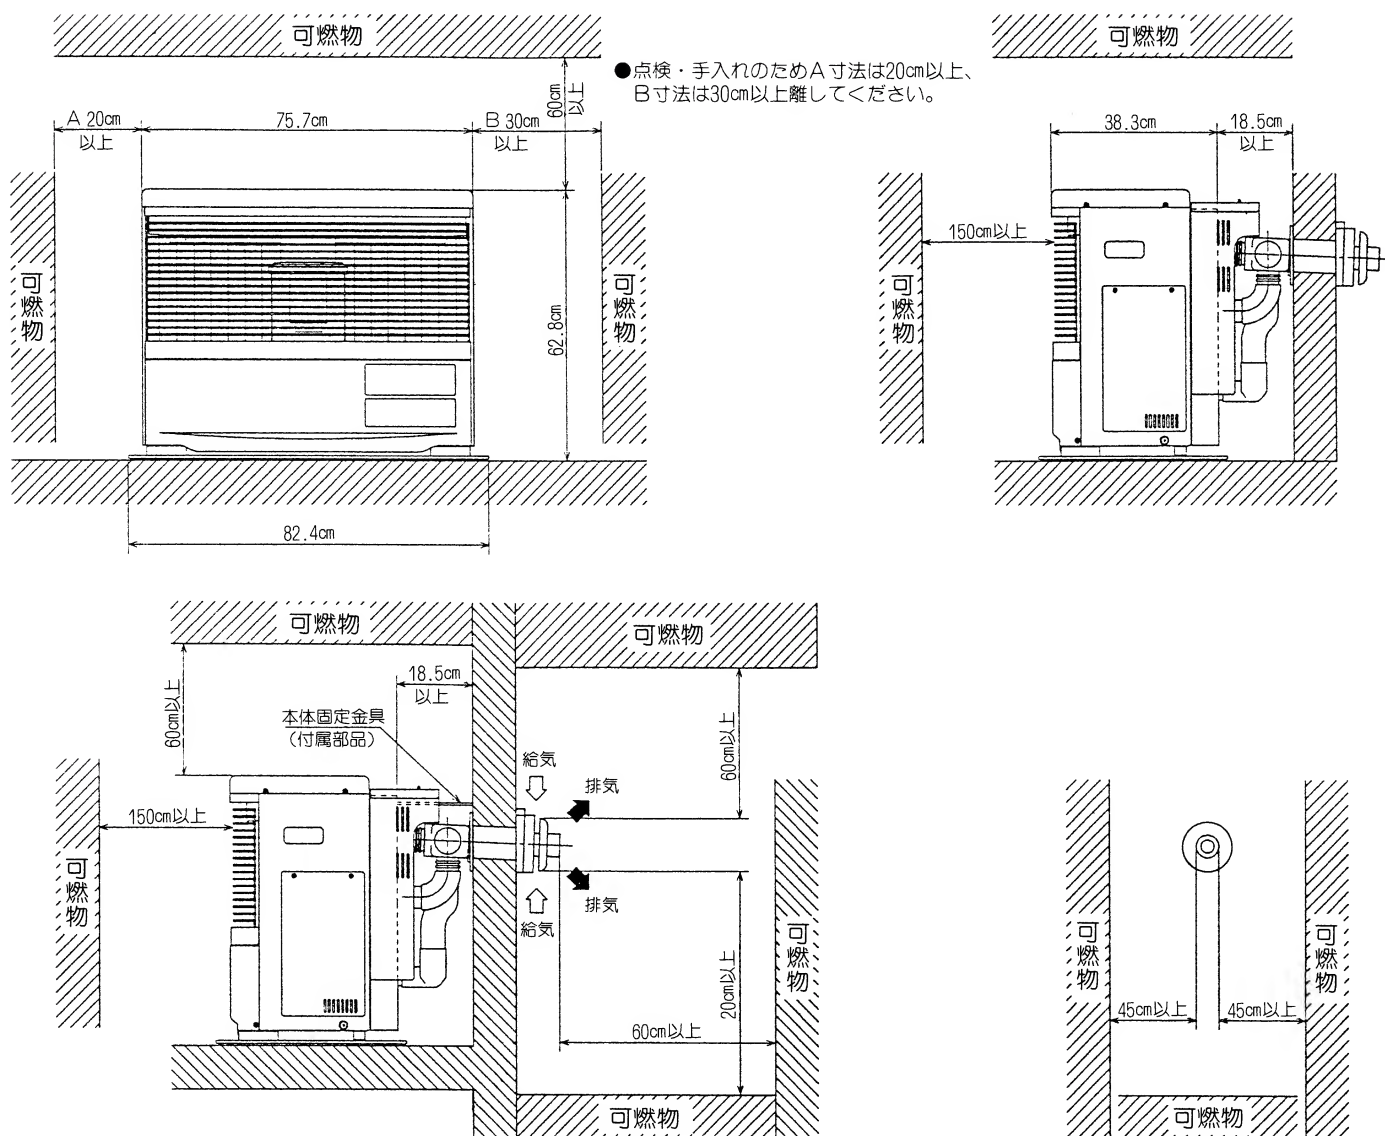 可燃物
●点検・手入れのためA寸法は20cm以上、
B寸法は30cm以上離してください。
A 20cm
以上
75.7cm
B 30cm
以上
60cm
以上
可燃物
62.8cm
可燃物
82.4cm
可燃物
38.3cm
18.5cm
以上
150cm以上
可燃物
可燃物
60cm以上
18.5cm
以上
本体固定金具
(付属部品)
150cm以上
可燃物
可燃物
60cm以上
給気
排気
排気
給気
20cm以上
60cm以上
可燃物
可燃物
可燃物
45cm以上
45cm以上
可燃物
可燃物